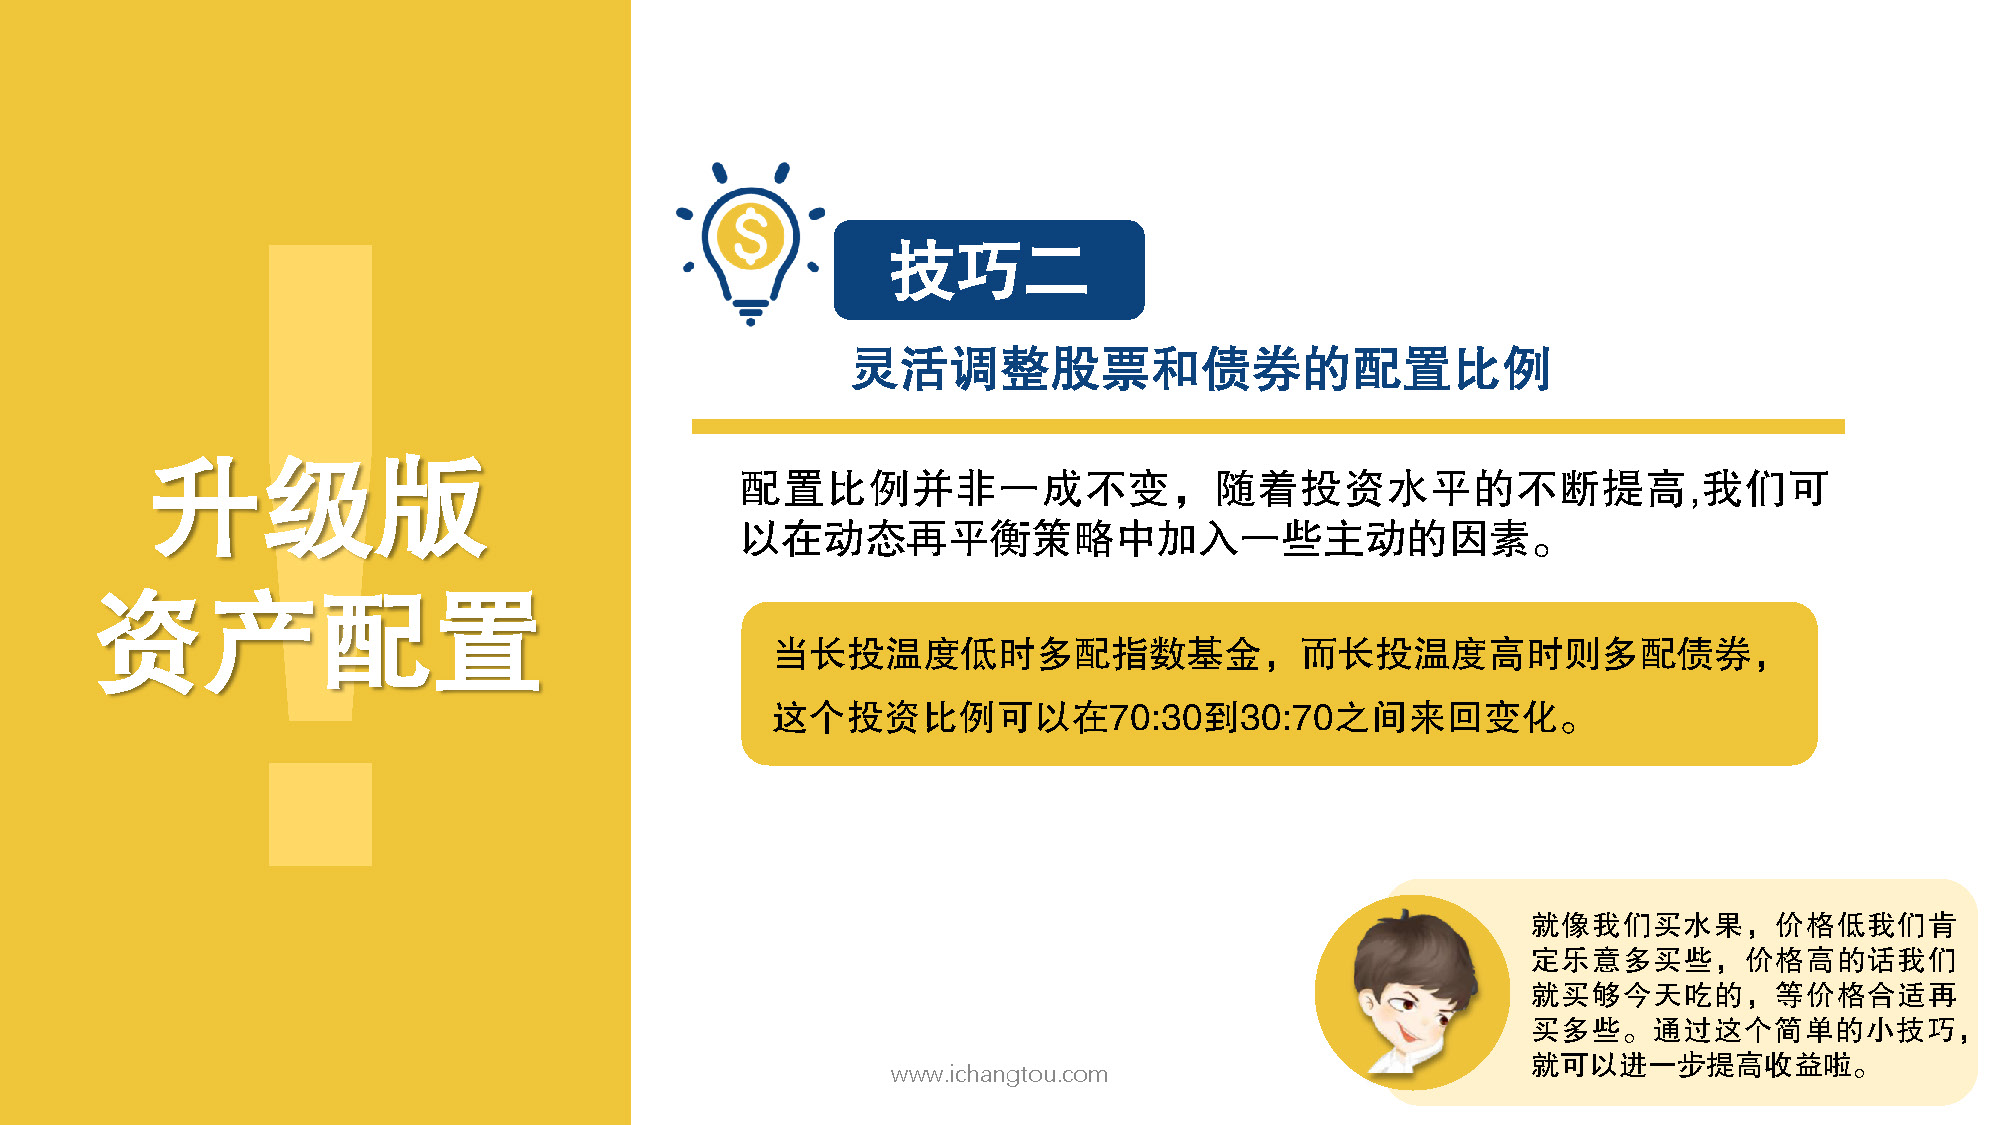 升级版
资产配置
$
技巧二
灵活调整股票和债券的配置比例
配置比例并非一成不变，随着投资水平的不断提高,我们可
以在动态再平衡策略中加入一些主动的因素。
当长投温度低时多配指数基金，而长投温度高时则多配债券，
这个投资比例可以在70:30到30:70之间来回变化。
就像我们买水果，价格低我们肯
定乐意多买些，价格高的话我们
就买够今天吃的，等价格合适再
买多些。通过这个简单的小技巧，
就可以进一步提高收益啦。
www.ichangtou.com